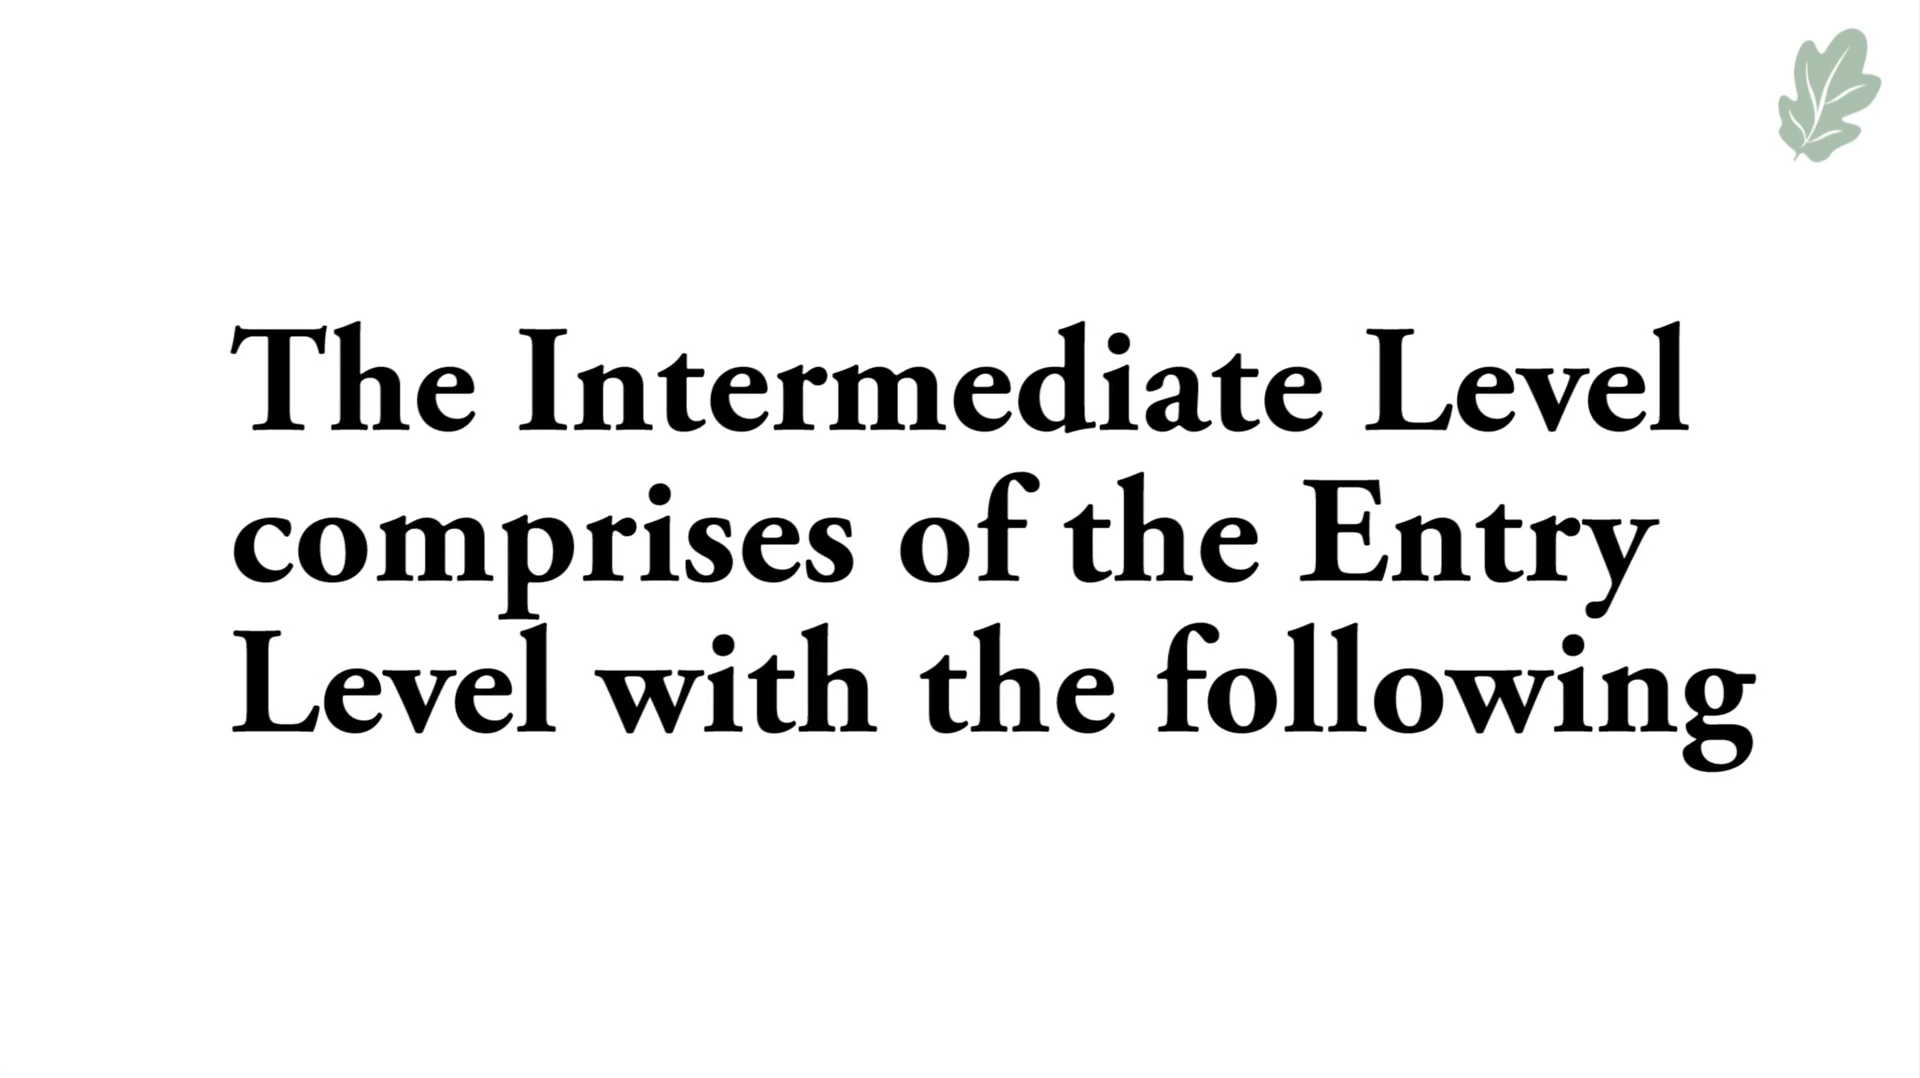 The Intermediate Level
comprises of the Entry
Level with the following